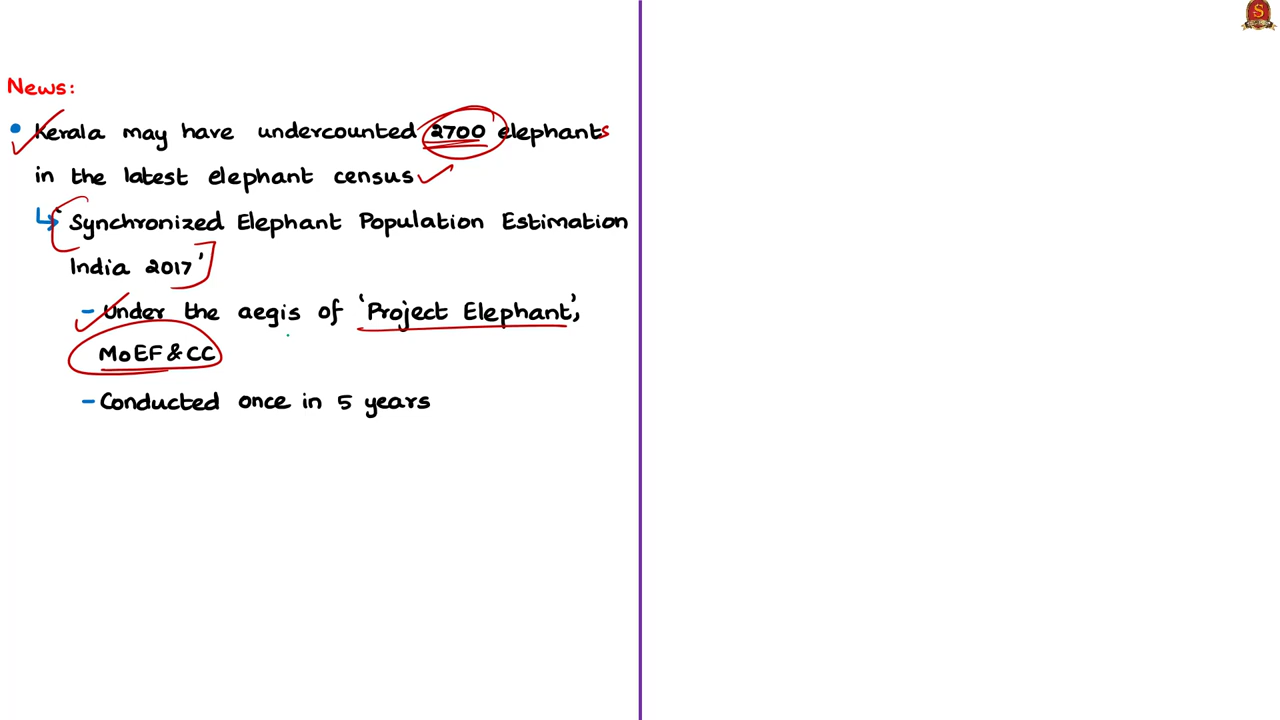 News:
• Kerala may have undercounted 2700 elephants
in the latest elephant census
↳ 'Synchronized Elephant Population Estimation
India 2017'
- Under the aegis of 'Project Elephant',
MoEF & CC
- Conducted once in 5 years
S